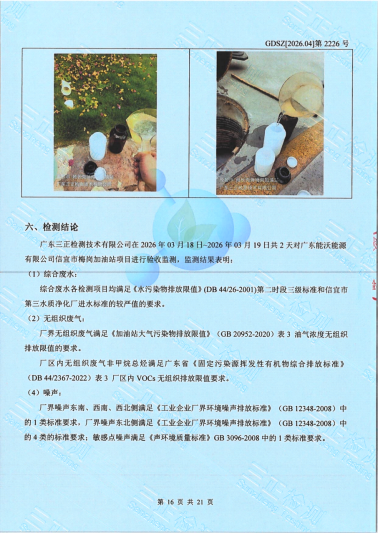 GDSZ[2026.04]第 2226 号
六、检测结论
广东三正检测技术有限公司在 2026 年 03 月 18 日~2026 年 03 月 19 日共 2 天对广东能沃能源
有限公司信宜市梅岗加油站项目进行验收监测，监测结果表明：
（1）综合废水：
综合废水各检测项目均满足《水污染物排放限值》(DB 44/26-2001)第二时段三级标准和信宜市
第三水质净化厂进水标准的较严值的要求。
（2）无组织废气：
厂界无组织废气满足《加油站大气污染物排放限值》（GB 20952-2020）表 3 油气浓度无组织
排放限值的要求。
厂区内无组织废气非甲烷总烃满足广东省《固定污染源挥发性有机物综合排放标准》
（DB 44/2367-2022）表 3 厂区内 VOCs 无组织排放限值要求。
（4）噪声：
厂界噪声东南、西南、西北侧满足《工业企业厂界环境噪声排放标准》（GB 12348-2008）中
的 1 类标准要求，厂界噪声东北侧满足《工业企业厂界环境噪声排放标准》（GB 12348-2008）中
的 4 类的标准要求；敏感点噪声满足《声环境质量标准》GB 3096-2008 中的 1 类标准要求。
第 16 页 共 21 页